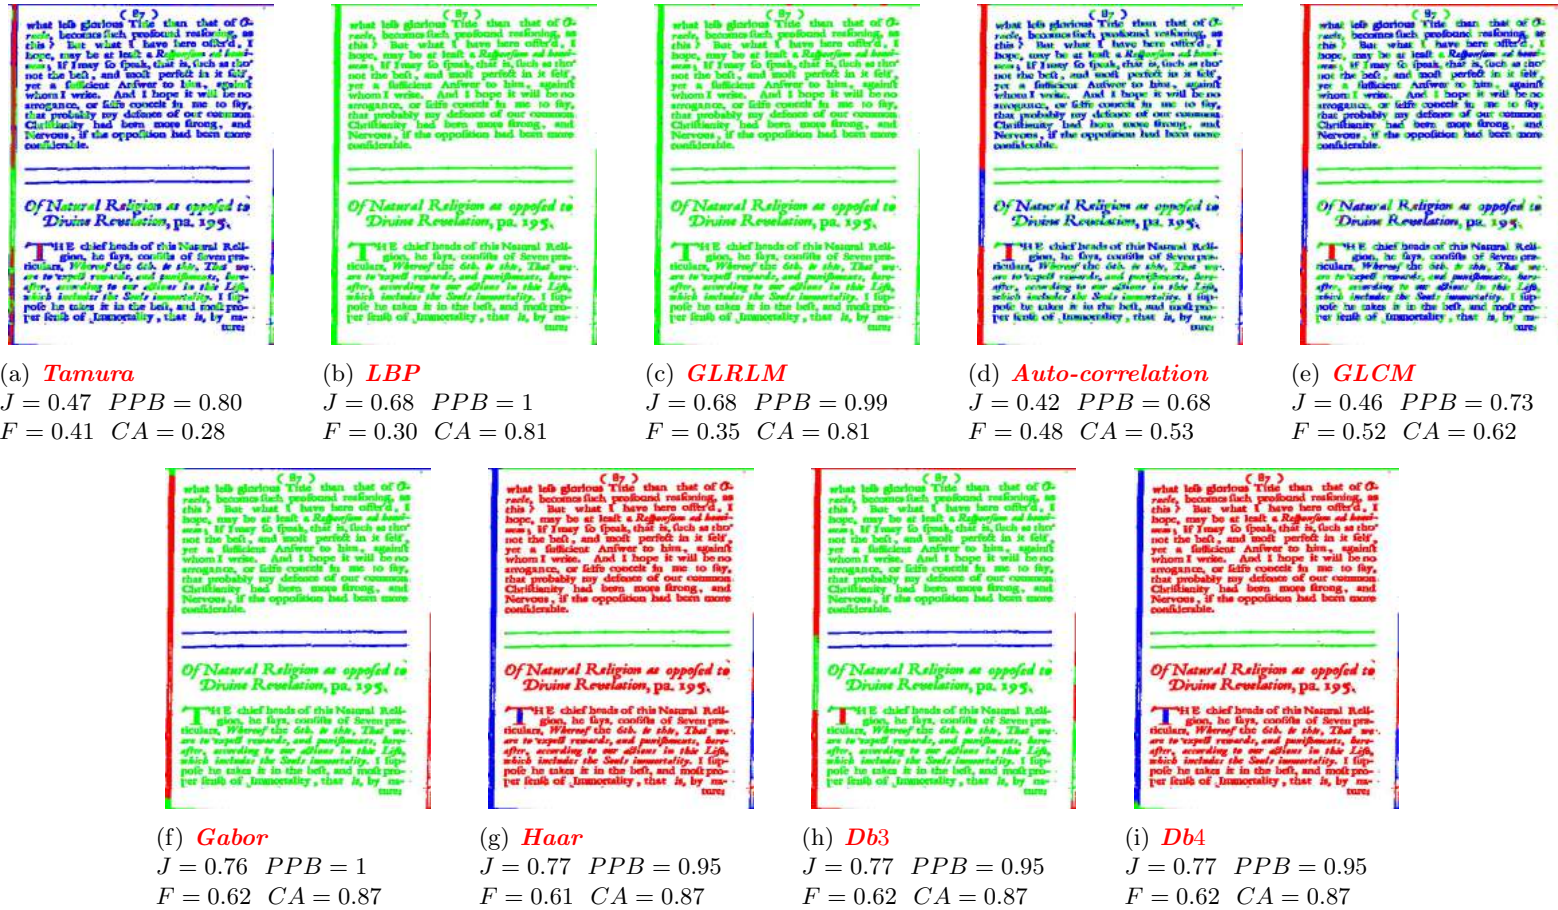 ( 87 )
what leſs glorious Title than that of O-
racle, becomes ſuch profound reaſoning, as
this? But what I have here offer'd, I
hope, may be at leaſt a Reſponſum ad homi-
nem; If I may ſo ſpeak, that is, ſuch as tho'
not the beſt, and moſt perfect in it ſelf,
yet a ſufficient Anſwer to him, againſt
whom I write. And I hope it will be no
arrogance, or ſelfe conceit in me to ſay,
that probably my defence of our common
Chriſtianity had been more ſtrong, and
Nervous, if the oppoſition had been more
conſiderable.
Of Natural Religion as oppoſed to
Divine Revelation, pa. 195.
THE chief heads of this Natural Reli-
gion, he ſays, conſiſts of Seven par-
ticulars, Whereof the 6th. is this, That we
are to expect rewards, and puniſhments, here-
after, according to our actions in this Life,
which includes the Souls immortality. I ſup-
poſe he takes it in the beſt, and moſt pro-
per ſenſe of Immortality, that is, by na-
ture;
(a) Tamura
J = 0.47 PPB = 0.80
F = 0.41 CA = 0.28
(b) LBP
J = 0.68 PPB = 1
F = 0.30 CA = 0.81
(c) GLRLM
J = 0.68 PPB = 0.99
F = 0.35 CA = 0.81
(d) Auto-correlation
J = 0.42 PPB = 0.68
F = 0.48 CA = 0.53
(e) GLCM
J = 0.46 PPB = 0.73
F = 0.52 CA = 0.62
(f) Gabor
J = 0.76 PPB = 1
F = 0.62 CA = 0.87
(g) Haar
J = 0.77 PPB = 0.95
F = 0.61 CA = 0.87
(h) Db3
J = 0.77 PPB = 0.95
F = 0.62 CA = 0.87
(i) Db4
J = 0.77 PPB = 0.95
F = 0.62 CA = 0.87